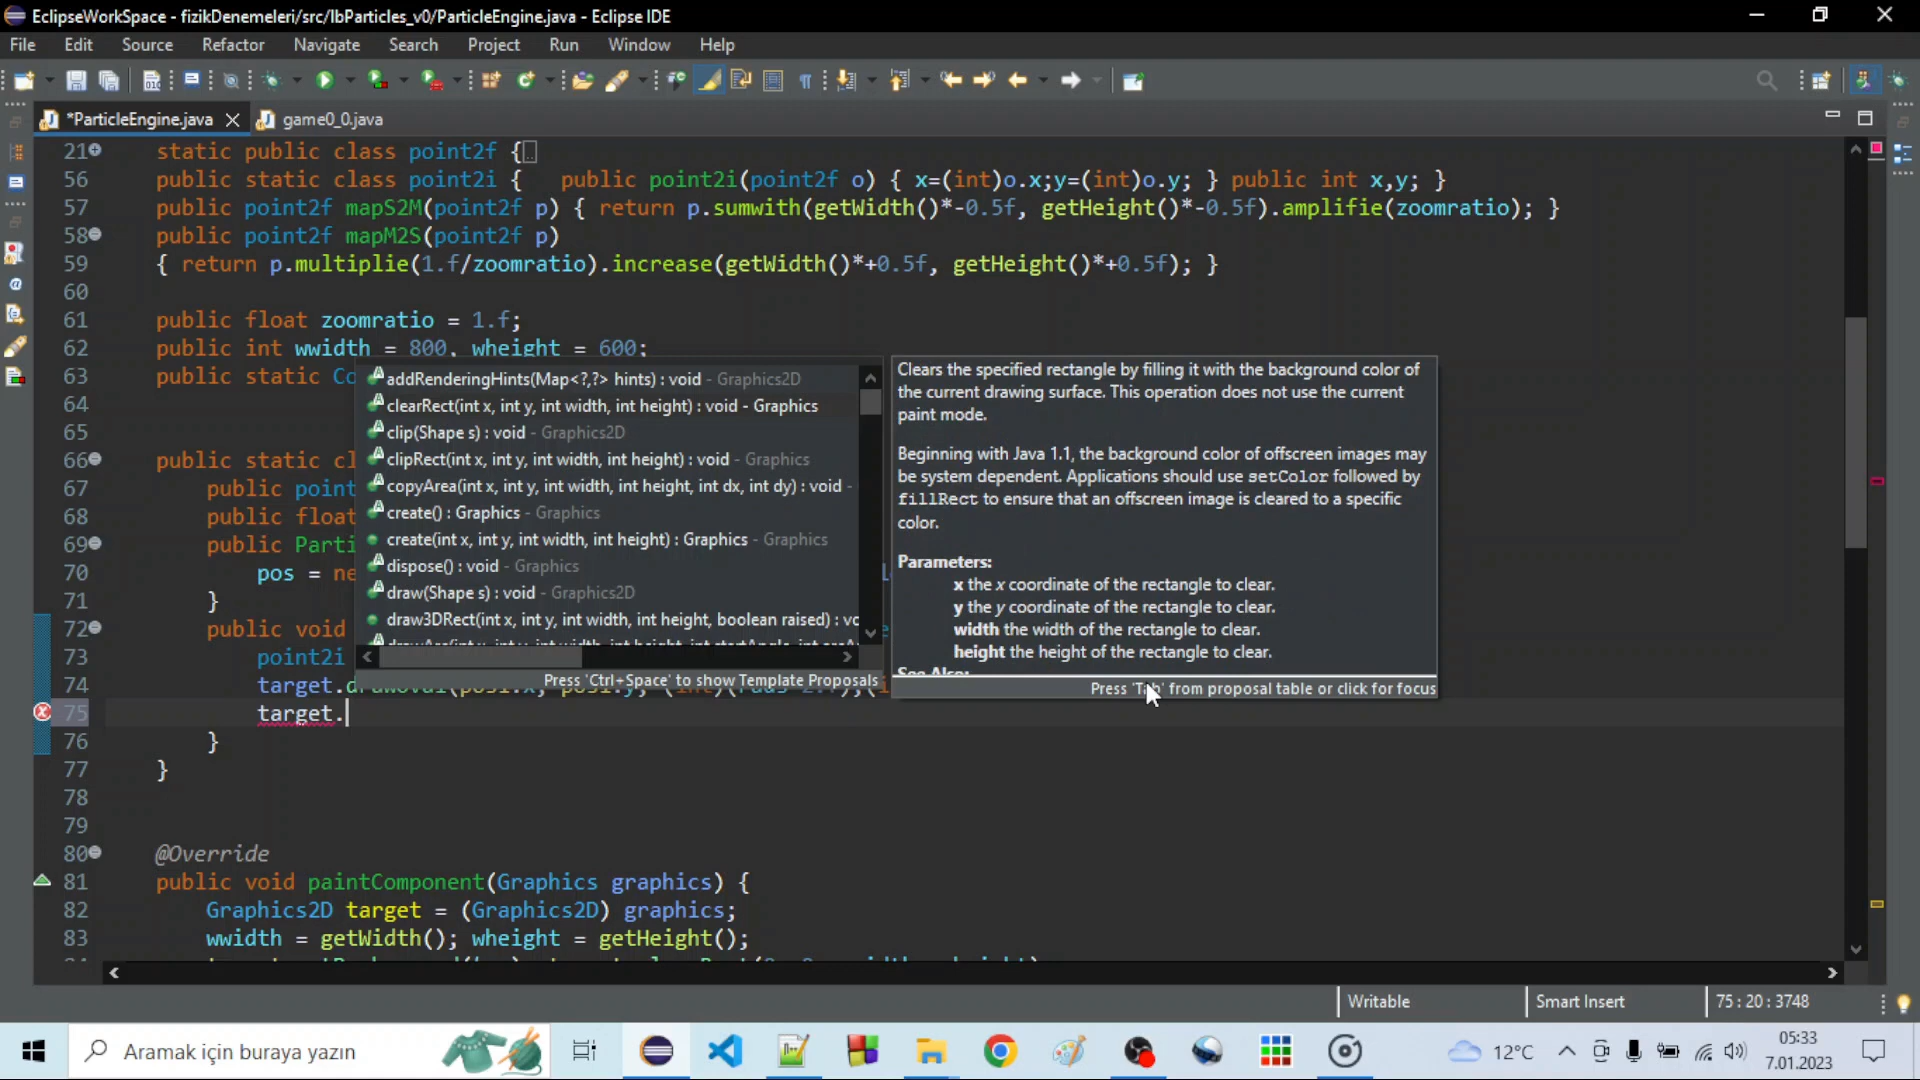 EclipseWorkSpace - fizikDenemeleri/src/lbParticles_v0/ParticleEngine.java - Eclipse IDE
File Edit Source Refactor Navigate Search Project Run Window Help
*ParticleEngine.java game0_0.java
21 static public class point2f {
56 public static class point2i { public point2i(point2f o) { x=(int)o.x;y=(int)o.y; } public int x,y; }
57 public point2f mapS2M(point2f p) { return p.sumwith(getWidth()*-0.5f, getHeight()*-0.5f).amplifie(zoomratio); }
58 public point2f mapM2S(point2f p)
59 { return p.multiplie(1.f/zoomratio).increase(getWidth()*+0.5f, getHeight()*+0.5f); }
60
61 public float zoomratio = 1.f;
62 public int wwidth = 800, wheight = 600;
63 public static Co
64
65
66 public static cl
67 public point
68 public float
69 public Parti
70 pos = ne
71 }
72 public void
73 point2i
74 target.
75 target.
76 }
77 }
78
79
80 @Override
81 public void paintComponent(Graphics graphics) {
82 Graphics2D target = (Graphics2D) graphics;
83 wwidth = getWidth(); wheight = getHeight();
addRenderingHints(Map<?,?> hints) : void - Graphics2D
clearRect(int x, int y, int width, int height) : void - Graphics
clip(Shape s) : void - Graphics2D
clipRect(int x, int y, int width, int height) : void - Graphics
copyArea(int x, int y, int width, int height, int dx, int dy) : void -
create() : Graphics - Graphics
create(int x, int y, int width, int height) : Graphics - Graphics
dispose() : void - Graphics
draw(Shape s) : void - Graphics2D
draw3DRect(int x, int y, int width, int height, boolean raised) : vo
Press 'Ctrl+Space' to show Template Proposals
Clears the specified rectangle by filling it with the background color of
the current drawing surface. This operation does not use the current
paint mode.
Beginning with Java 1.1, the background color of offscreen images may
be system dependent. Applications should use setColor followed by
fillRect to ensure that an offscreen image is cleared to a specific
color.
Parameters:
x the x coordinate of the rectangle to clear.
y the y coordinate of the rectangle to clear.
width the width of the rectangle to clear.
height the height of the rectangle to clear.
See Also:
Press 'Tab' from proposal table or click for focus
Writable Smart Insert 75 : 20 : 3748
Aramak için buraya yazın
12°C
05:33
7.01.2023